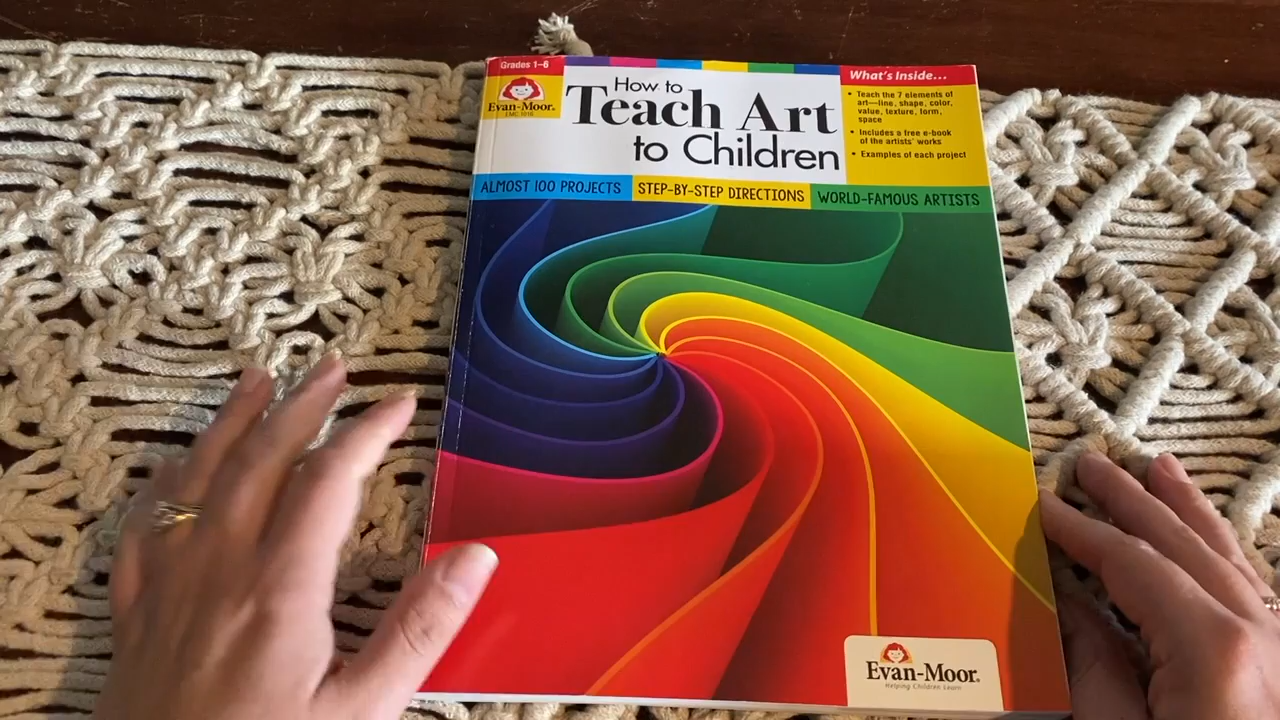 Grades 1–6
Evan-Moor®
EMC 1016
How to
Teach Art
to Children
What's Inside...
• Teach the 7 elements of
art—line, shape, color,
value, texture, form,
space
• Includes a free e-book
of the artists' works
• Examples of each project
ALMOST 100 PROJECTS
STEP-BY-STEP DIRECTIONS
WORLD-FAMOUS ARTISTS
Evan-Moor®
Helping Children Learn